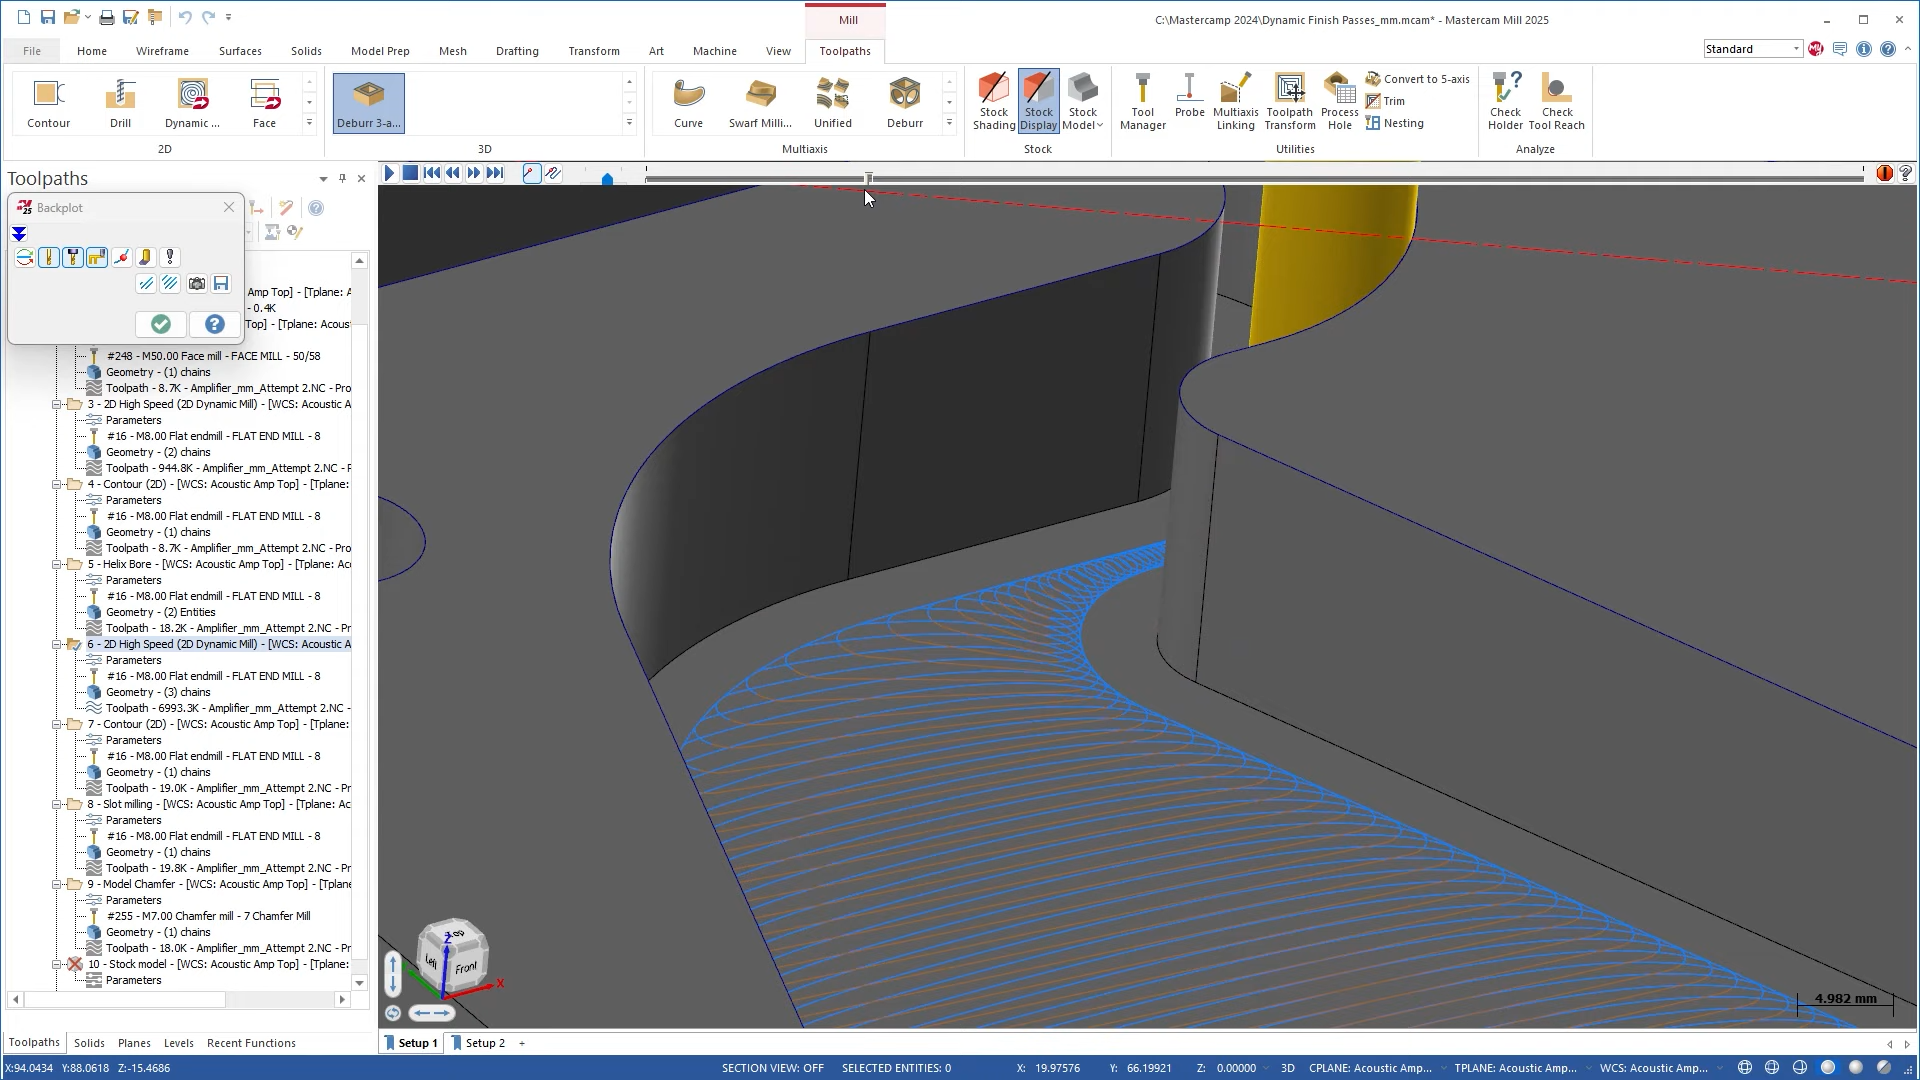 Mill
C:\Mastercamp 2024\Dynamic Finish Passes_mm.mcam* - Mastercam Mill 2025
File
Home
Wireframe
Surfaces
Solids
Model Prep
Mesh
Drafting
Transform
Art
Machine
View
Toolpaths
Standard
Contour
Drill
Dynamic ...
Face
Deburr 3-a...
Curve
Swarf Milli...
Unified
Deburr
Stock
Shading
Stock
Display
Stock
Model
Tool
Manager
Probe
Multiaxis
Linking
Toolpath
Transform
Process
Hole
Convert to 5-axis
Trim
Nesting
Check
Holder
Check
Tool Reach
2D
3D
Multiaxis
Stock
Utilities
Analyze
Toolpaths
Backplot
Amp Top] - [Tplane: A
- 0.4K
Top] - [Tplane: Acous
#248 - M50.00 Face mill - FACE MILL - 50/58
Geometry - (1) chains
Toolpath - 8.7K - Amplifier_mm_Attempt 2.NC - Pro
3 - 2D High Speed (2D Dynamic Mill) - [WCS: Acoustic A
Parameters
#16 - M8.00 Flat endmill - FLAT END MILL - 8
Geometry - (2) chains
Toolpath - 944.8K - Amplifier_mm_Attempt 2.NC - P
4 - Contour (2D) - [WCS: Acoustic Amp Top] - [Tplane:
Parameters
#16 - M8.00 Flat endmill - FLAT END MILL - 8
Geometry - (1) chains
Toolpath - 8.7K - Amplifier_mm_Attempt 2.NC - Pro
5 - Helix Bore - [WCS: Acoustic Amp Top] - [Tplane: Aco
Parameters
#16 - M8.00 Flat endmill - FLAT END MILL - 8
Geometry - (2) Entities
Toolpath - 18.2K - Amplifier_mm_Attempt 2.NC - Pr
6 - 2D High Speed (2D Dynamic Mill) - [WCS: Acoustic A
Parameters
#16 - M8.00 Flat endmill - FLAT END MILL - 8
Geometry - (3) chains
Toolpath - 6993.3K - Amplifier_mm_Attempt 2.NC -
7 - Contour (2D) - [WCS: Acoustic Amp Top] - [Tplane:
Parameters
#16 - M8.00 Flat endmill - FLAT END MILL - 8
Geometry - (1) chains
Toolpath - 19.0K - Amplifier_mm_Attempt 2.NC - Pr
8 - Slot milling - [WCS: Acoustic Amp Top] - [Tplane: Ac
Parameters
#16 - M8.00 Flat endmill - FLAT END MILL - 8
Geometry - (1) chains
Toolpath - 19.8K - Amplifier_mm_Attempt 2.NC - Pr
9 - Model Chamfer - [WCS: Acoustic Amp Top] - [Tplane
Parameters
#255 - M7.00 Chamfer mill - 7 Chamfer Mill
Geometry - (1) chains
Toolpath - 18.0K - Amplifier_mm_Attempt 2.NC - Pr
10 - Stock model - [WCS: Acoustic Amp Top] - [Tplane:
Parameters
Top
Z
Left
Front
X
4.982 mm
Toolpaths
Solids
Planes
Levels
Recent Functions
Setup 1
Setup 2
+
X:94.0434 Y:88.0618 Z:-15.4686
SECTION VIEW: OFF
SELECTED ENTITIES: 0
X: 19.97576
Y: 66.19921
Z: 0.00000
3D
CPLANE: Acoustic Amp...
TPLANE: Acoustic Amp...
WCS: Acoustic Amp...